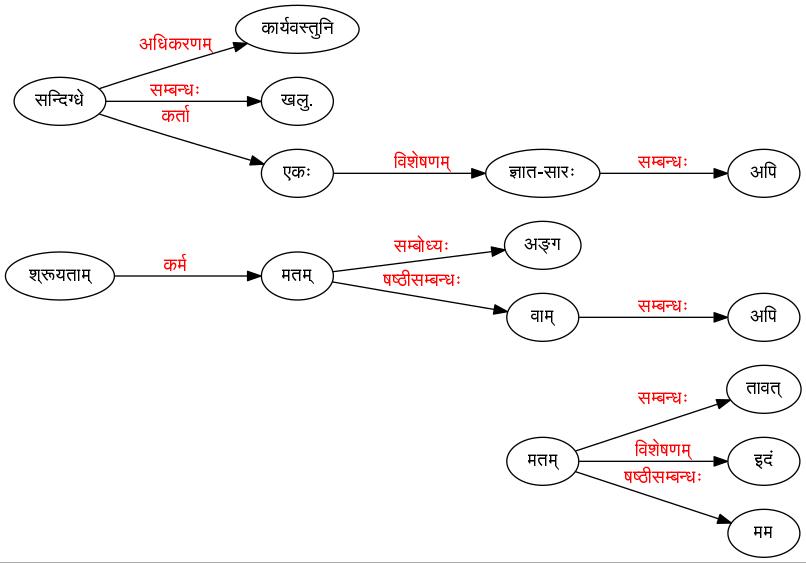 कार्यवस्तुनि
अधिकरणम्
सन्दिग्धे सम्बन्धः खलु.
कर्ता
एकः विशेषणम् ज्ञात-सारः सम्बन्धः अपि
सम्बोध्यः अङ्ग
श्रूयताम् कर्म मतम्
षष्ठीसम्बन्धः
वाम् सम्बन्धः अपि
सम्बन्धः तावत्
मतम् विशेषणम् इदं
षष्ठीसम्बन्धः
मम